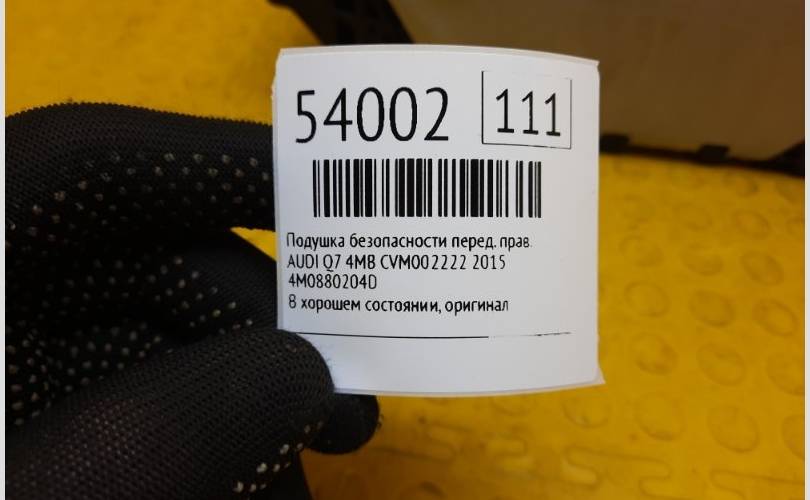 54002 111
Подушка безопасности перед. прав.
AUDI Q7 4MB CVM002222 2015
4M0880204D
В хорошем состоянии, оригинал